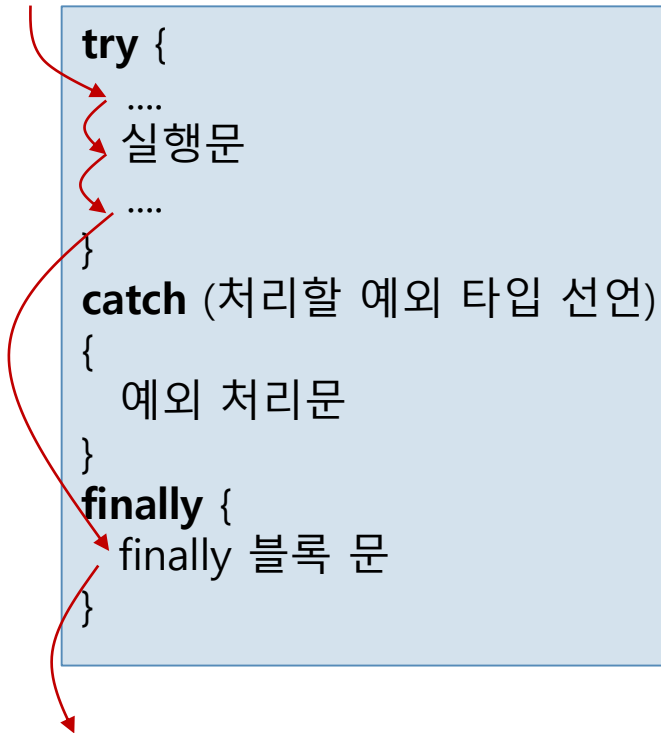 try {
....
실행문
....
}
catch (처리할 예외 타입 선언)
{
예외 처리문
}
finally {
finally 블록 문
}